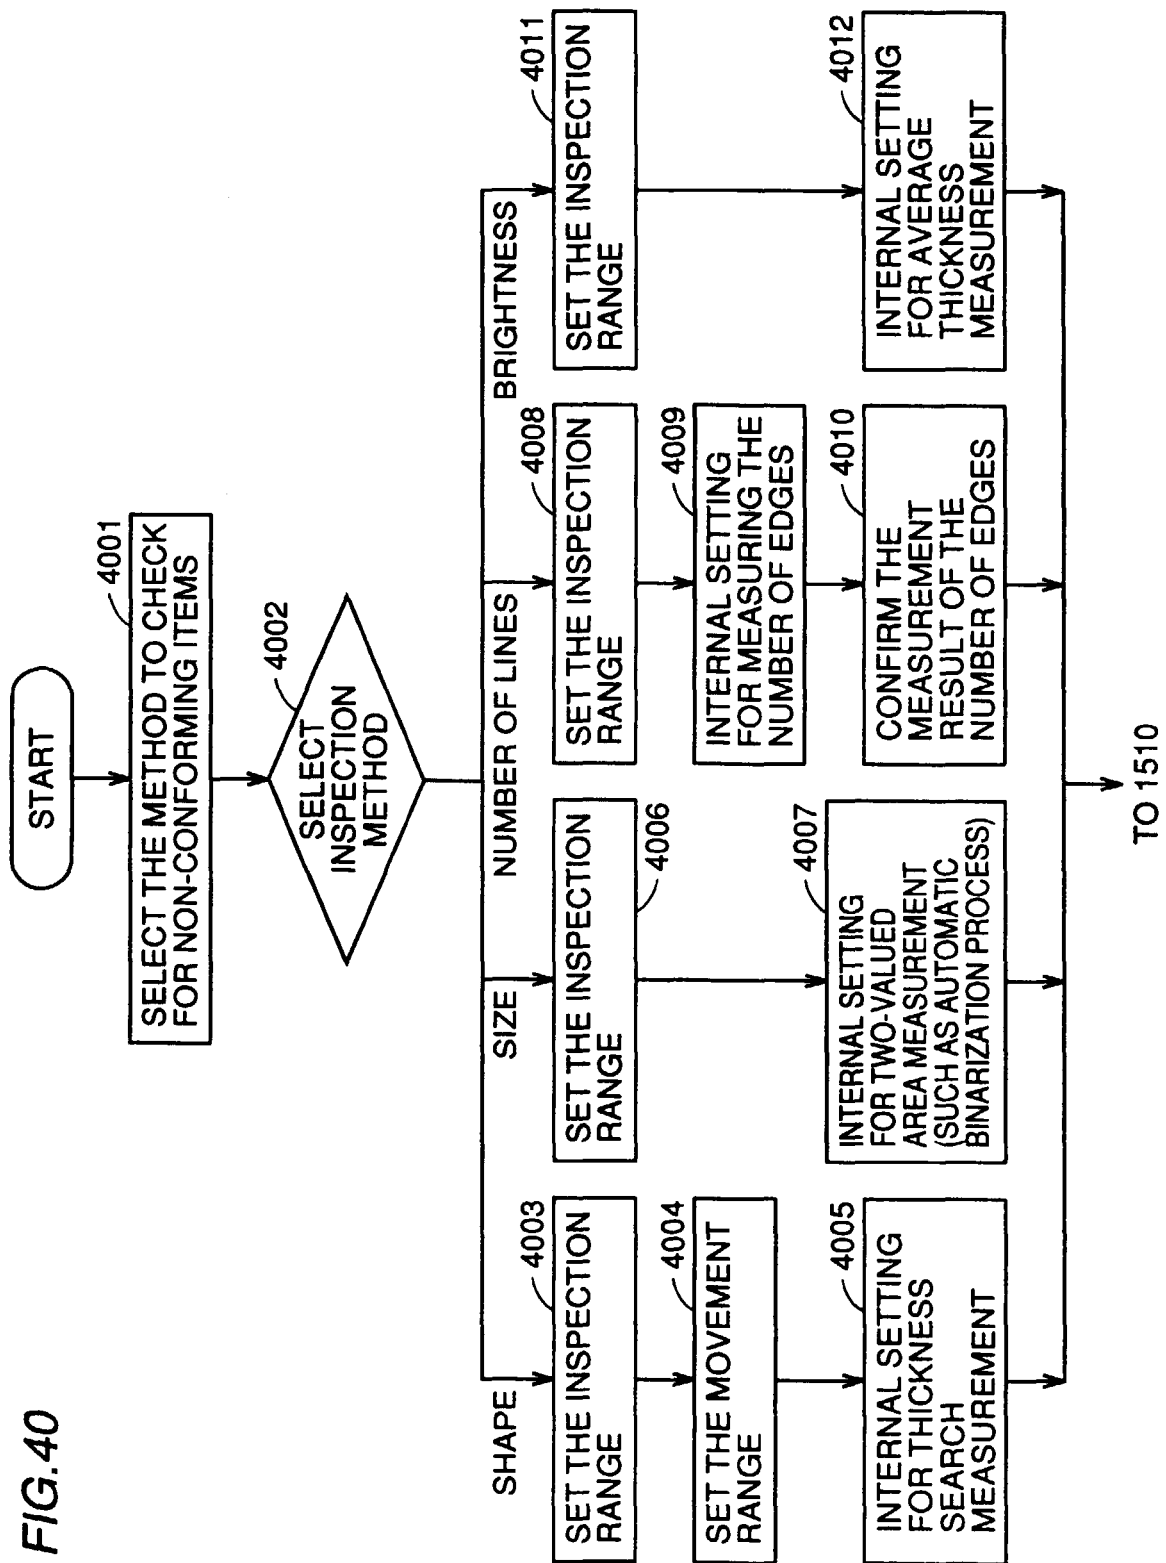 FIG.40
START
4001
SELECT THE METHOD TO CHECK
FOR NON-CONFORMING ITEMS
4002
SELECT
INSPECTION
METHOD
SHAPE
4003
SET THE INSPECTION
RANGE
4004
SET THE MOVEMENT
RANGE
4005
INTERNAL SETTING
FOR THICKNESS
SEARCH
MEASUREMENT
SIZE
4006
SET THE INSPECTION
RANGE
4007
INTERNAL SETTING
FOR TWO-VALUED
AREA MEASUREMENT
(SUCH AS AUTOMATIC
BINARIZATION PROCESS)
NUMBER OF LINES
4008
SET THE INSPECTION
RANGE
4009
INTERNAL SETTING
FOR MEASURING THE
NUMBER OF EDGES
4010
CONFIRM THE
MEASUREMENT
RESULT OF THE
NUMBER OF EDGES
BRIGHTNESS
4011
SET THE INSPECTION
RANGE
4012
INTERNAL SETTING
FOR AVERAGE
THICKNESS
MEASUREMENT
TO 1510